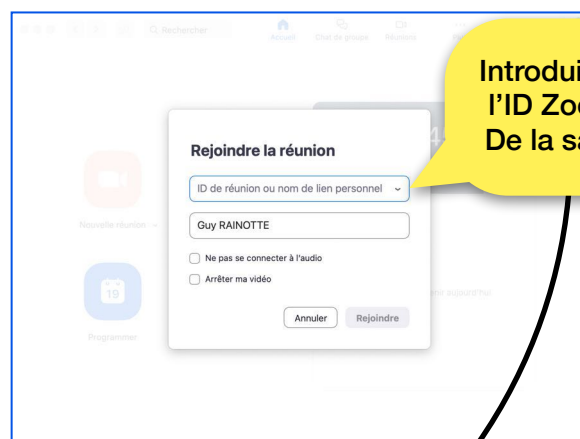 Rechercher
Accueil
Chat de groupe
Réunions
Introdui
l'ID Zo
De la sa
Rejoindre la réunion
ID de réunion ou nom de lien personnel
Guy RAINOTTE
Ne pas se connecter à l'audio
Arrêter ma vidéo
Annuler Rejoindre
Nouvelle réunion
19
Programmer
aujourd'hui